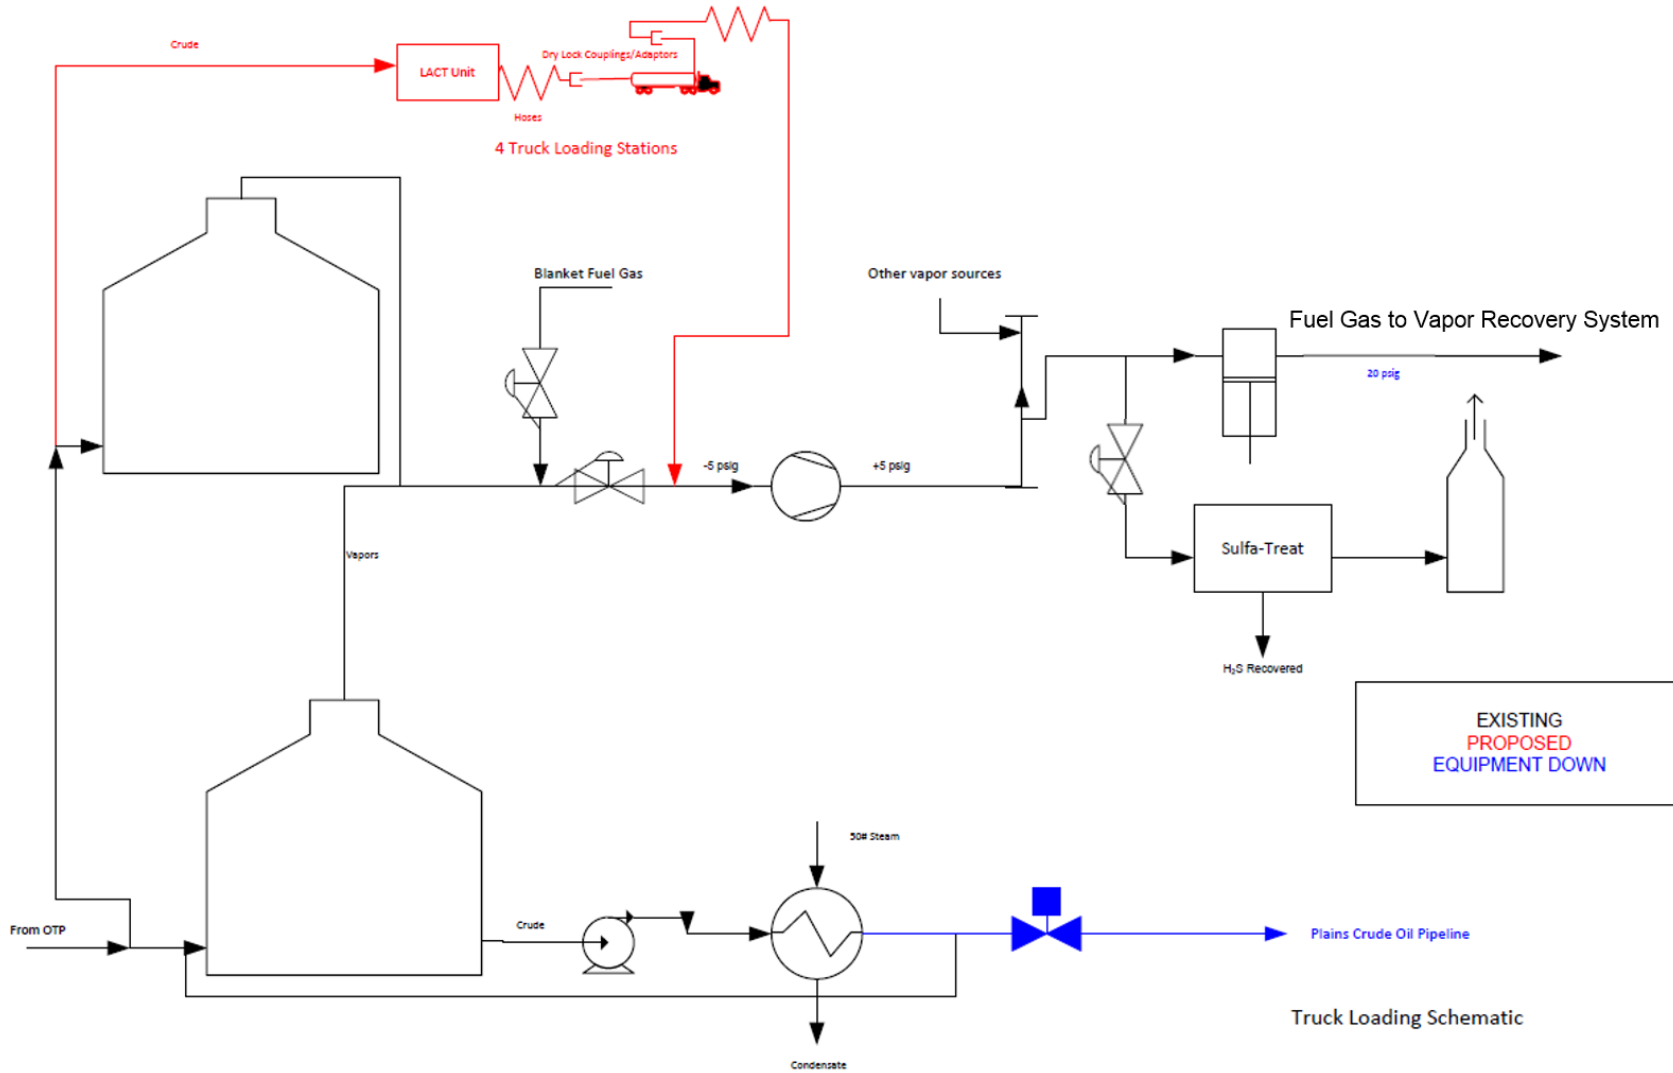 Crude
LACT Unit
Dry Lock Couplings/Adaptors
Hoses
4 Truck Loading Stations
Blanket Fuel Gas
Other vapor sources
Fuel Gas to Vapor Recovery System
20 psig
-5 psig
+5 psig
Vapors
Sulfa-Treat
H₂S Recovered
EXISTING
PROPOSED
EQUIPMENT DOWN
50# Steam
From OTP
Crude
Plains Crude Oil Pipeline
Truck Loading Schematic
Condensate